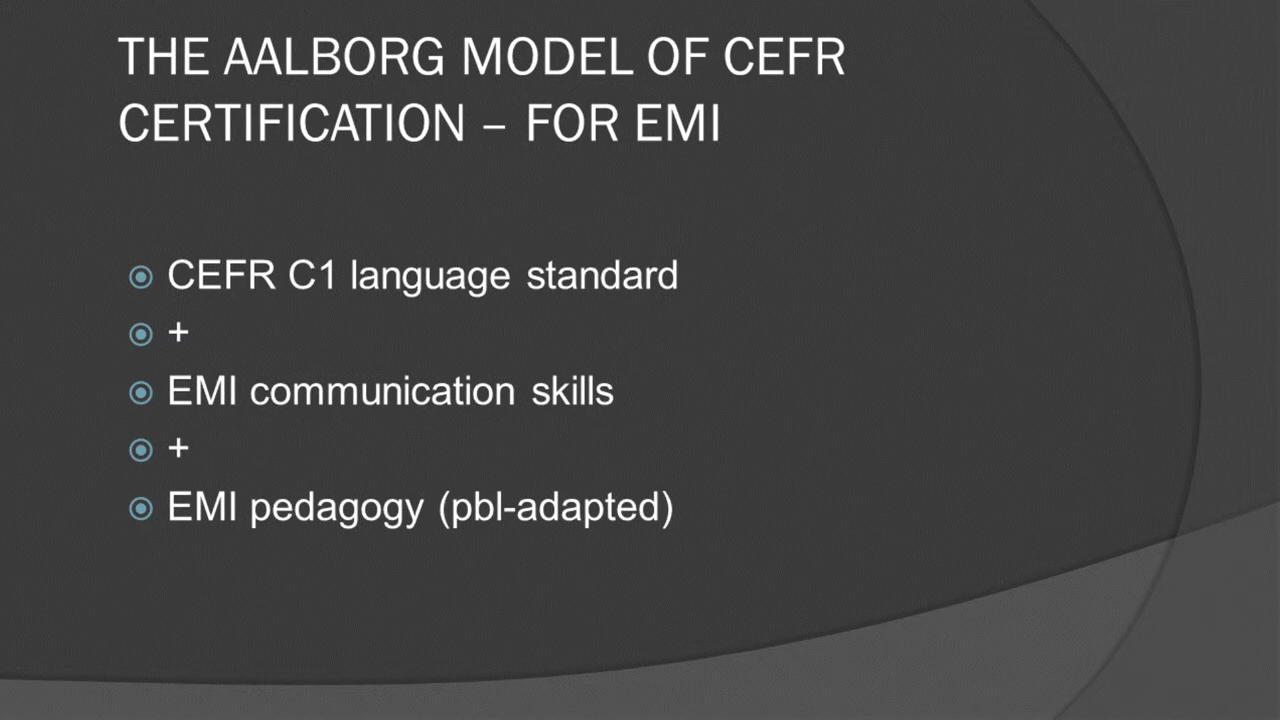 THE AALBORG MODEL OF CEFR
CERTIFICATION – FOR EMI
CEFR C1 language standard
+
EMI communication skills
+
EMI pedagogy (pbl-adapted)